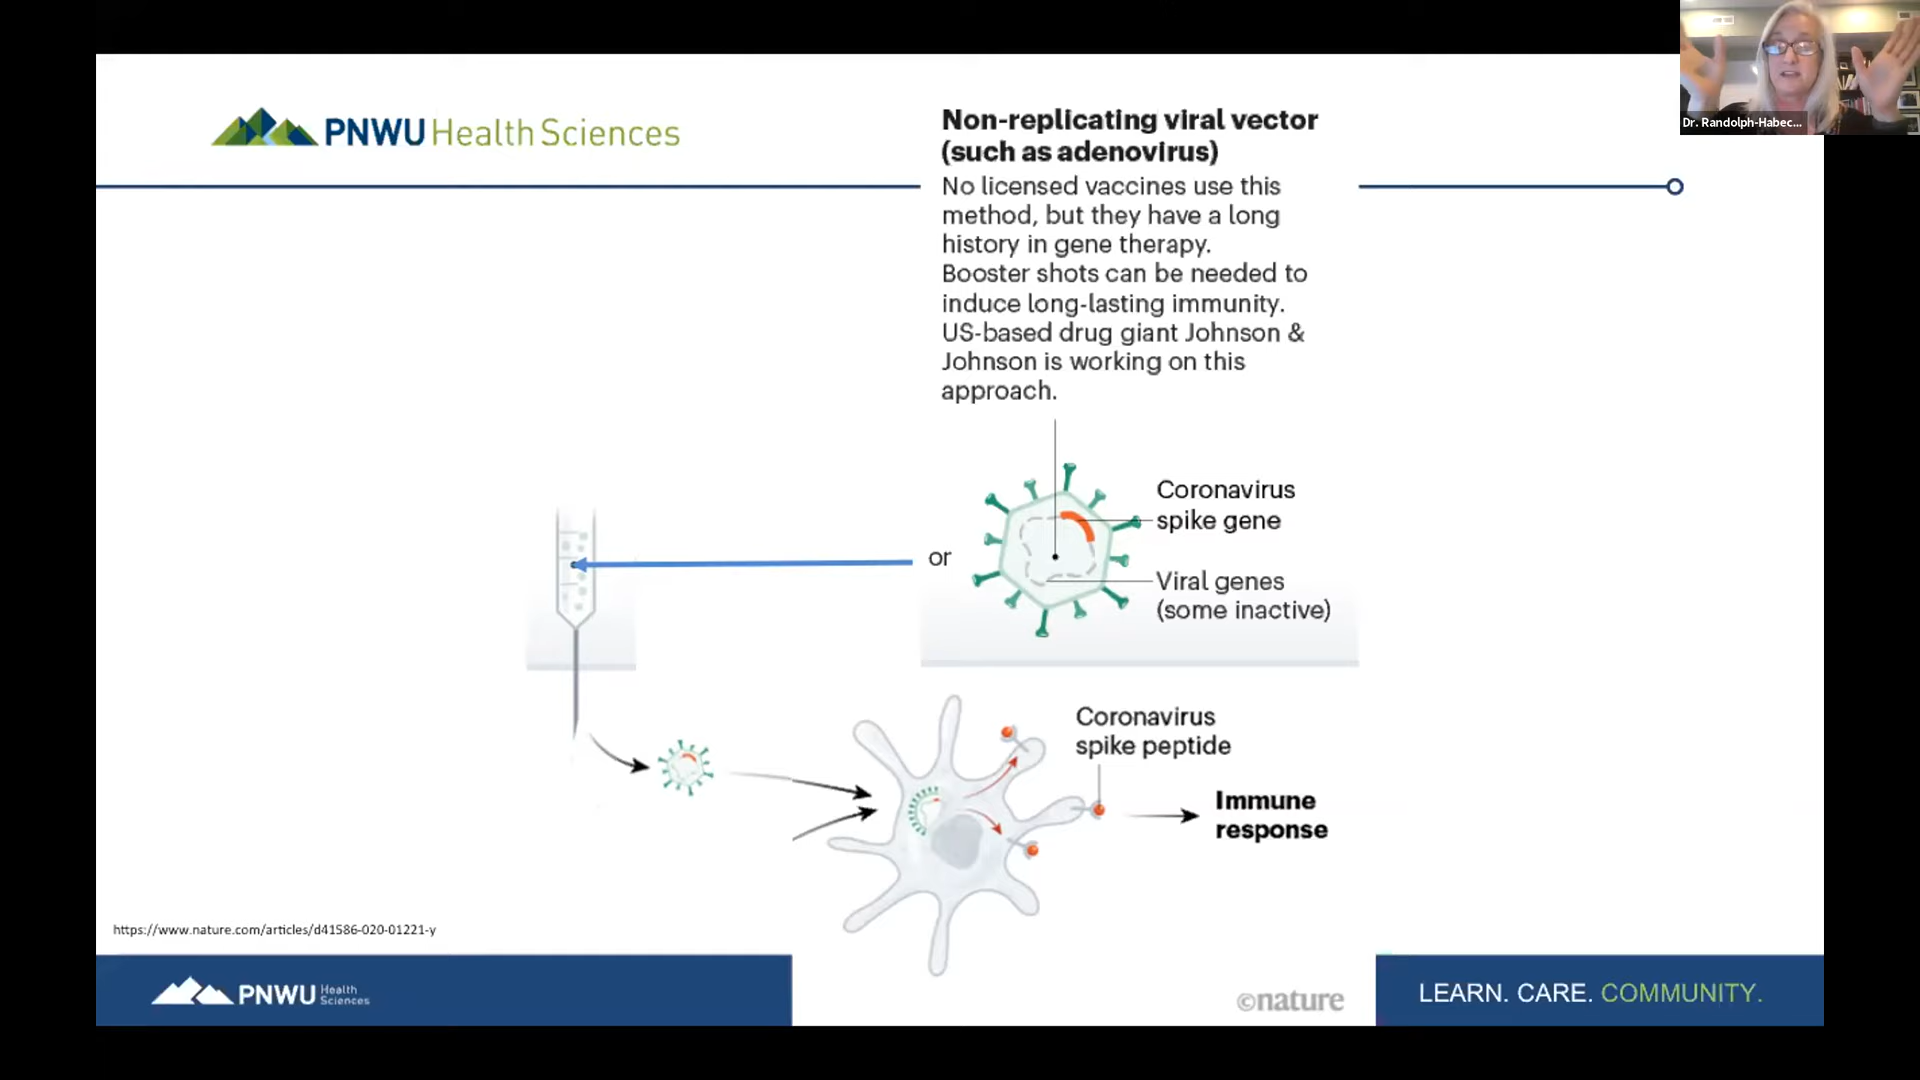 Dr. Randolph-Habec...
PNWU Health Sciences
Non-replicating viral vector
(such as adenovirus)
No licensed vaccines use this
method, but they have a long
history in gene therapy.
Booster shots can be needed to
induce long-lasting immunity.
US-based drug giant Johnson &
Johnson is working on this
approach.
Coronavirus
spike gene
or
Viral genes
(some inactive)
Coronavirus
spike peptide
Immune
response
https://www.nature.com/articles/d41586-020-01221-y
PNWU Health
Sciences
©nature
LEARN. CARE. COMMUNITY.